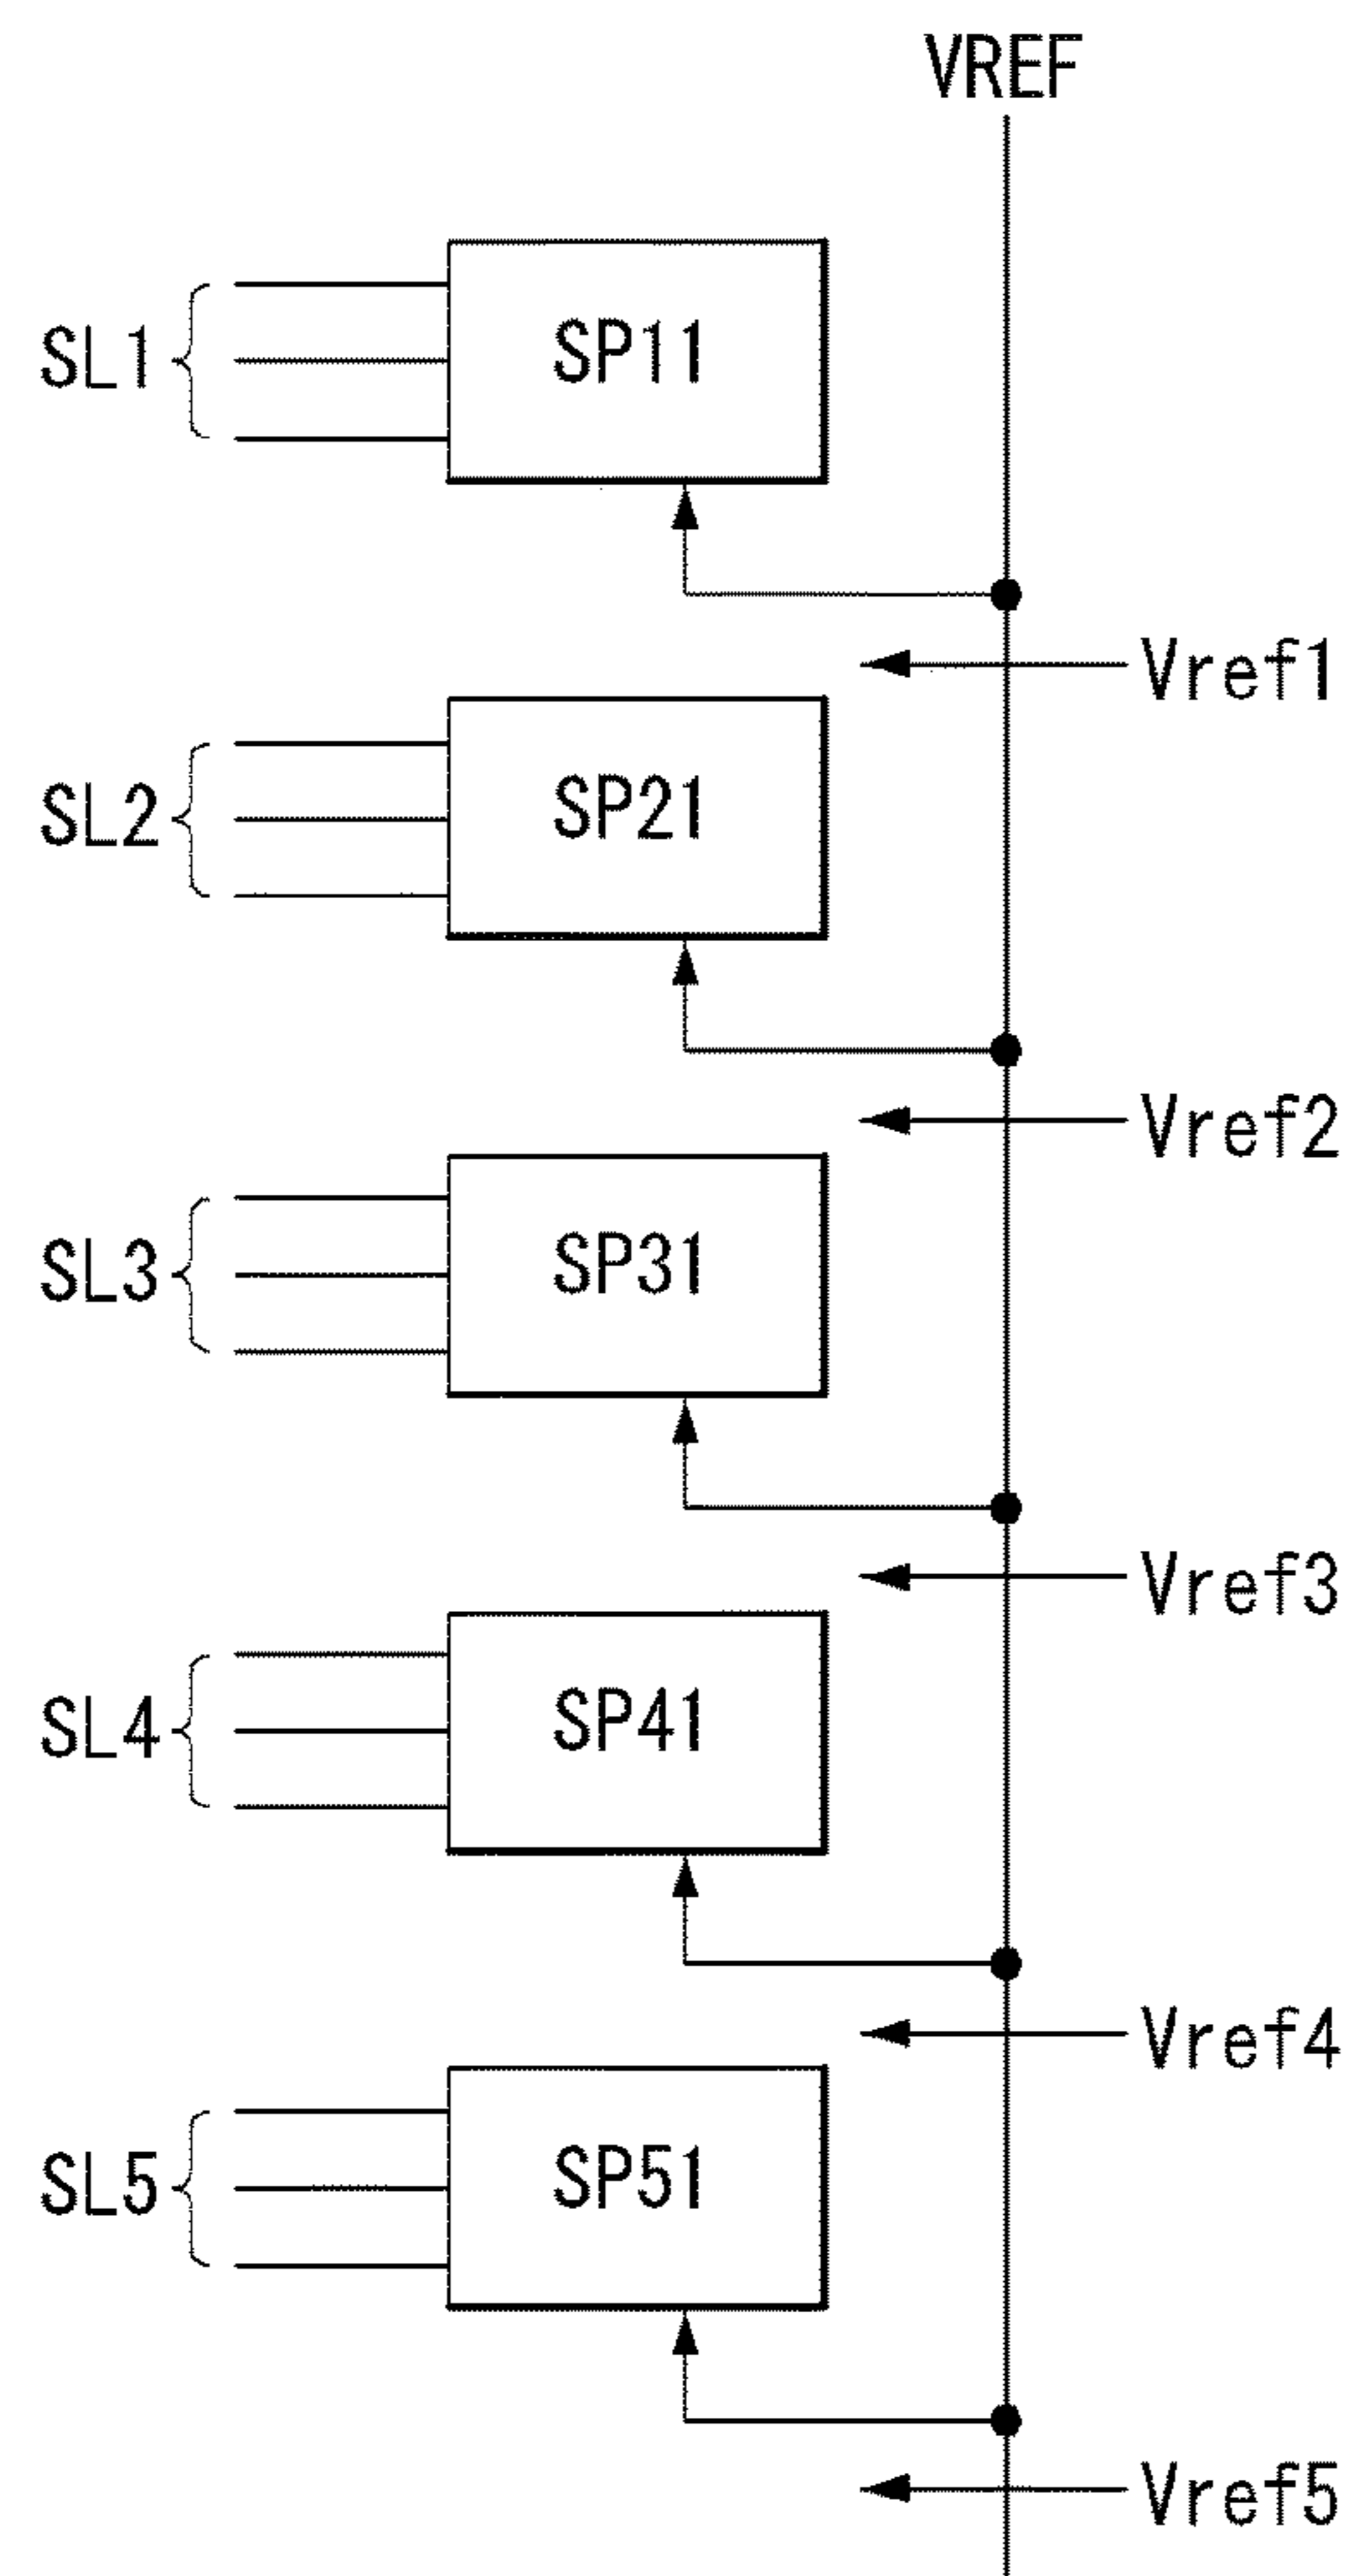 VREF
SL1
SP11
Vref1
SL2
SP21
Vref2
SL3
SP31
Vref3
SL4
SP41
Vref4
SL5
SP51
Vref5